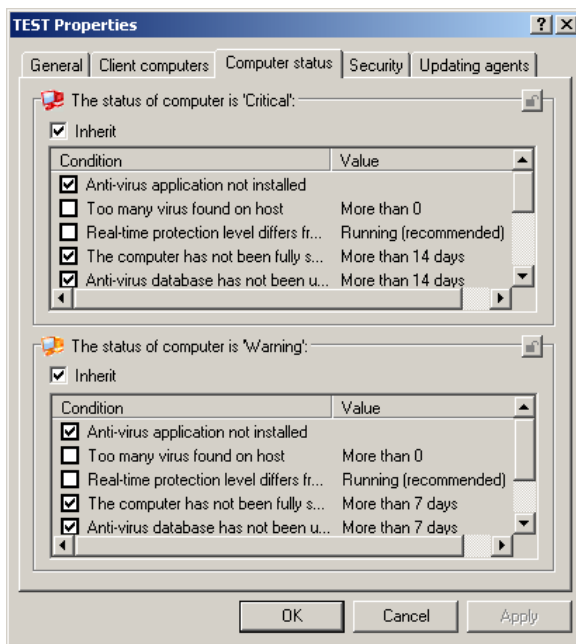 TEST Properties
General Client computers Computer status Security Updating agents
The status of computer is 'Critical':
Inherit
Condition Value
Anti-virus application not installed
Too many virus found on host More than 0
Real-time protection level differs fr... Running (recommended)
The computer has not been fully s... More than 14 days
Anti-virus database has not been u... More than 14 days
The status of computer is 'Warning':
Inherit
Condition Value
Anti-virus application not installed
Too many virus found on host More than 0
Real-time protection level differs fr... Running (recommended)
The computer has not been fully s... More than 7 days
Anti-virus database has not been u... More than 7 days
OK Cancel Apply